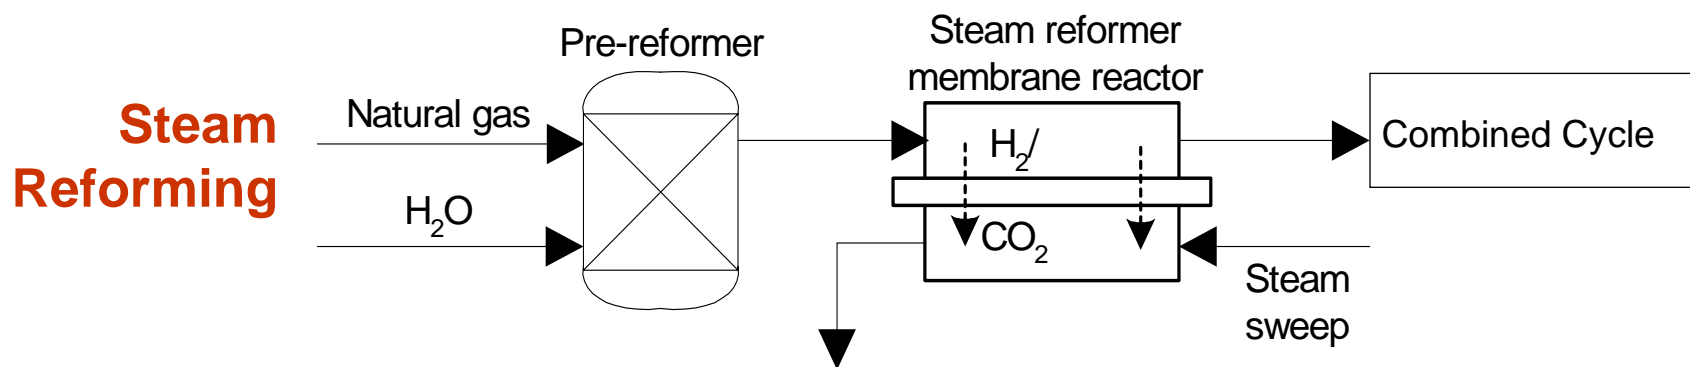 Steam
Reforming
Natural gas
H₂O
Pre-reformer
Steam reformer
membrane reactor
H₂/
CO₂
Steam
sweep
Combined Cycle